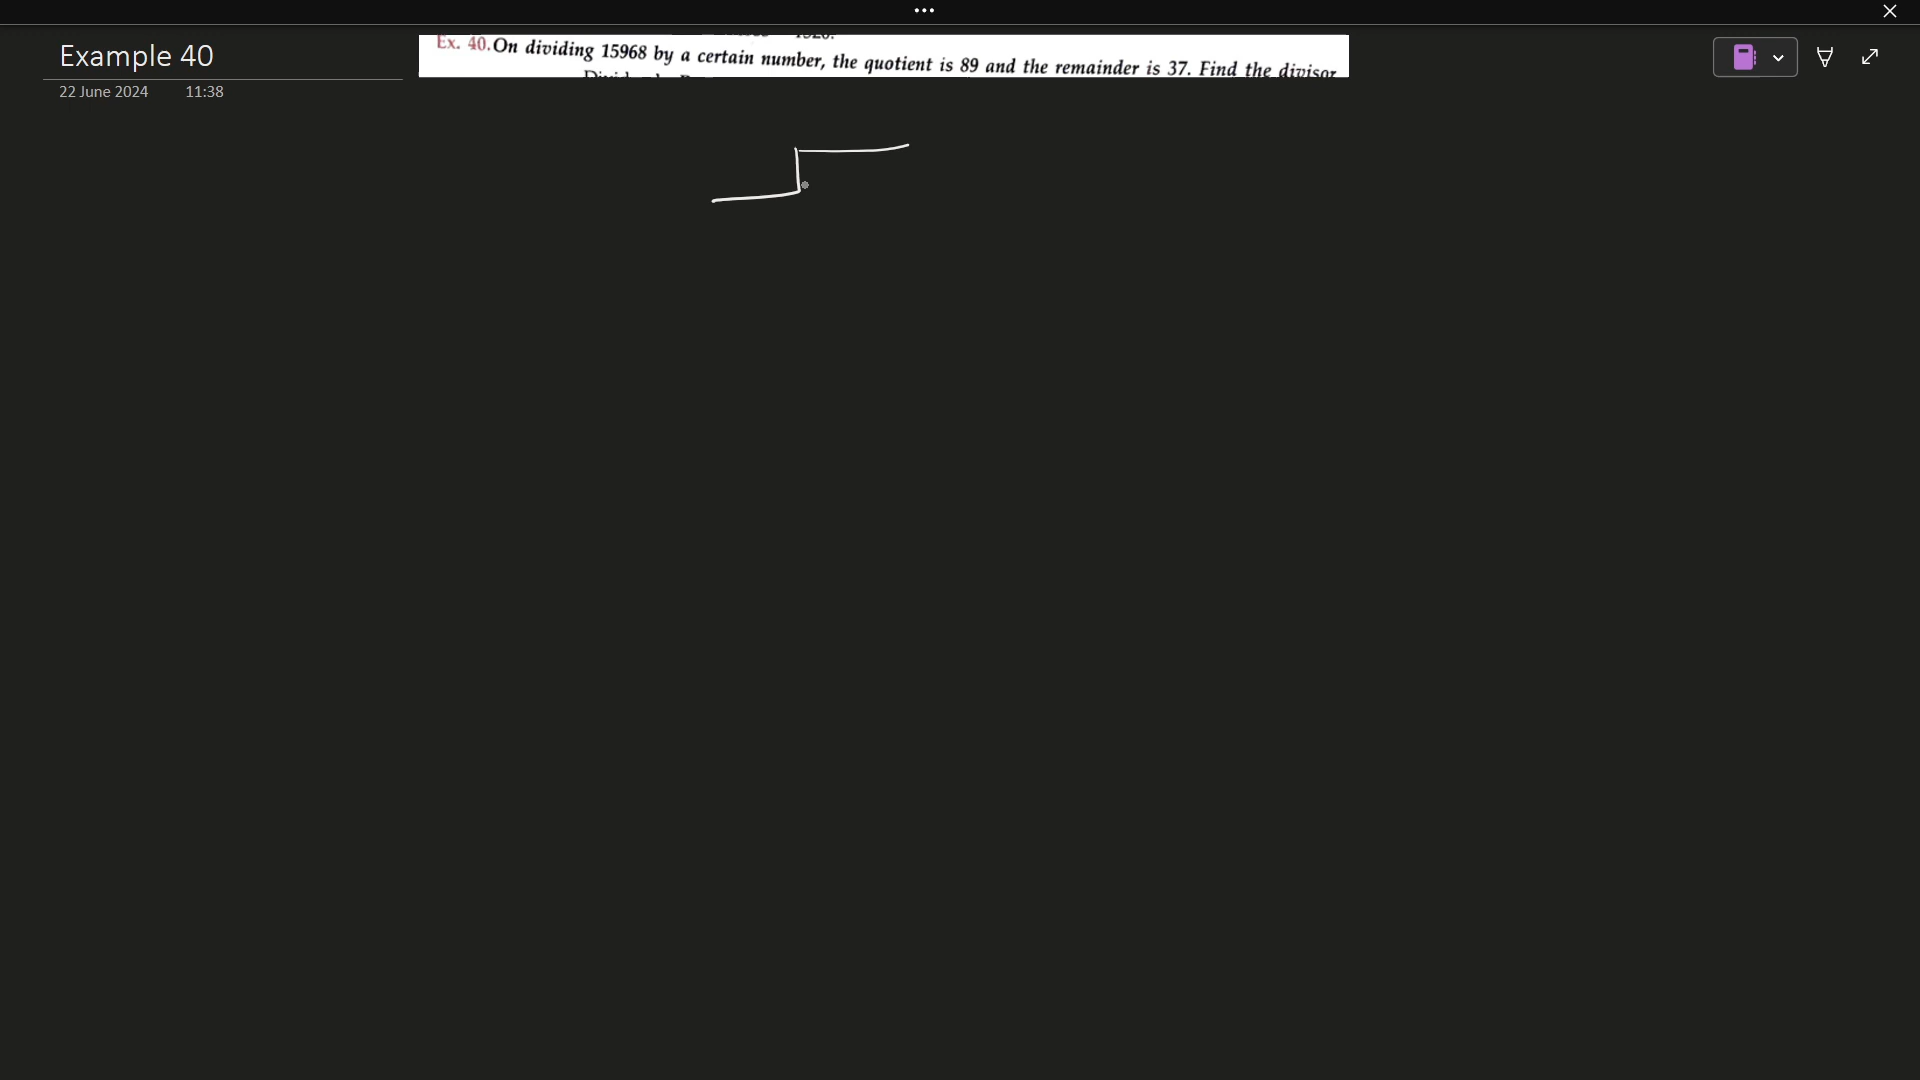 Example 40
22 June 2024 11:38
Ex. 40. On dividing 15968 by a certain number, the quotient is 89 and the remainder is 37. Find the divisor